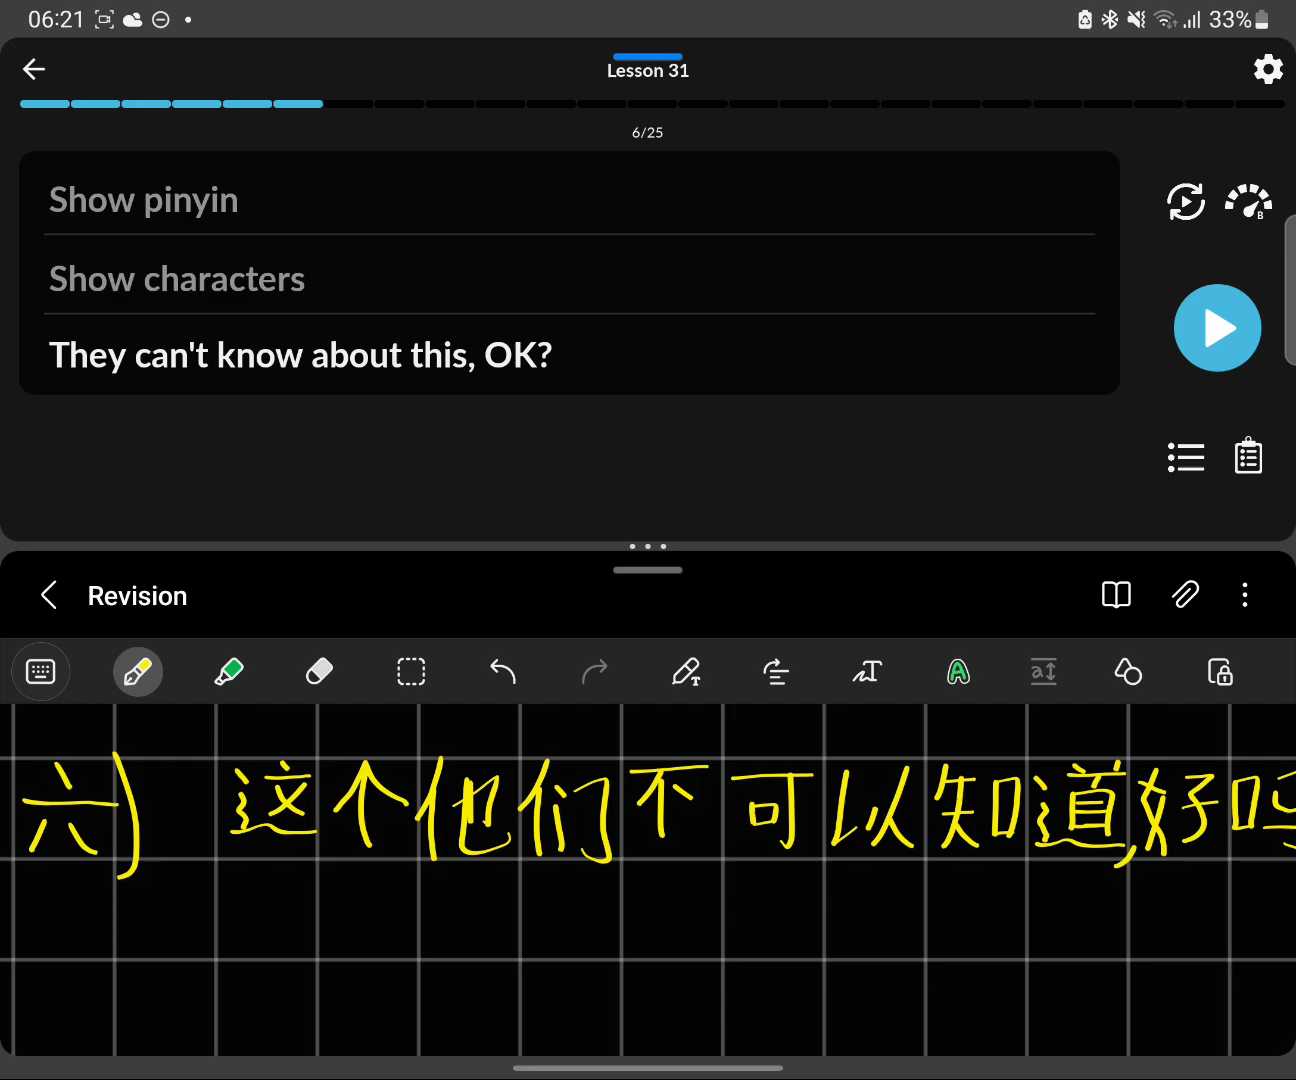 06:21 33%
Lesson 31
6/25
Show pinyin
Show characters
They can't know about this, OK?
B
Revision
T T A a
六) 这个他们不可以知道,好吗